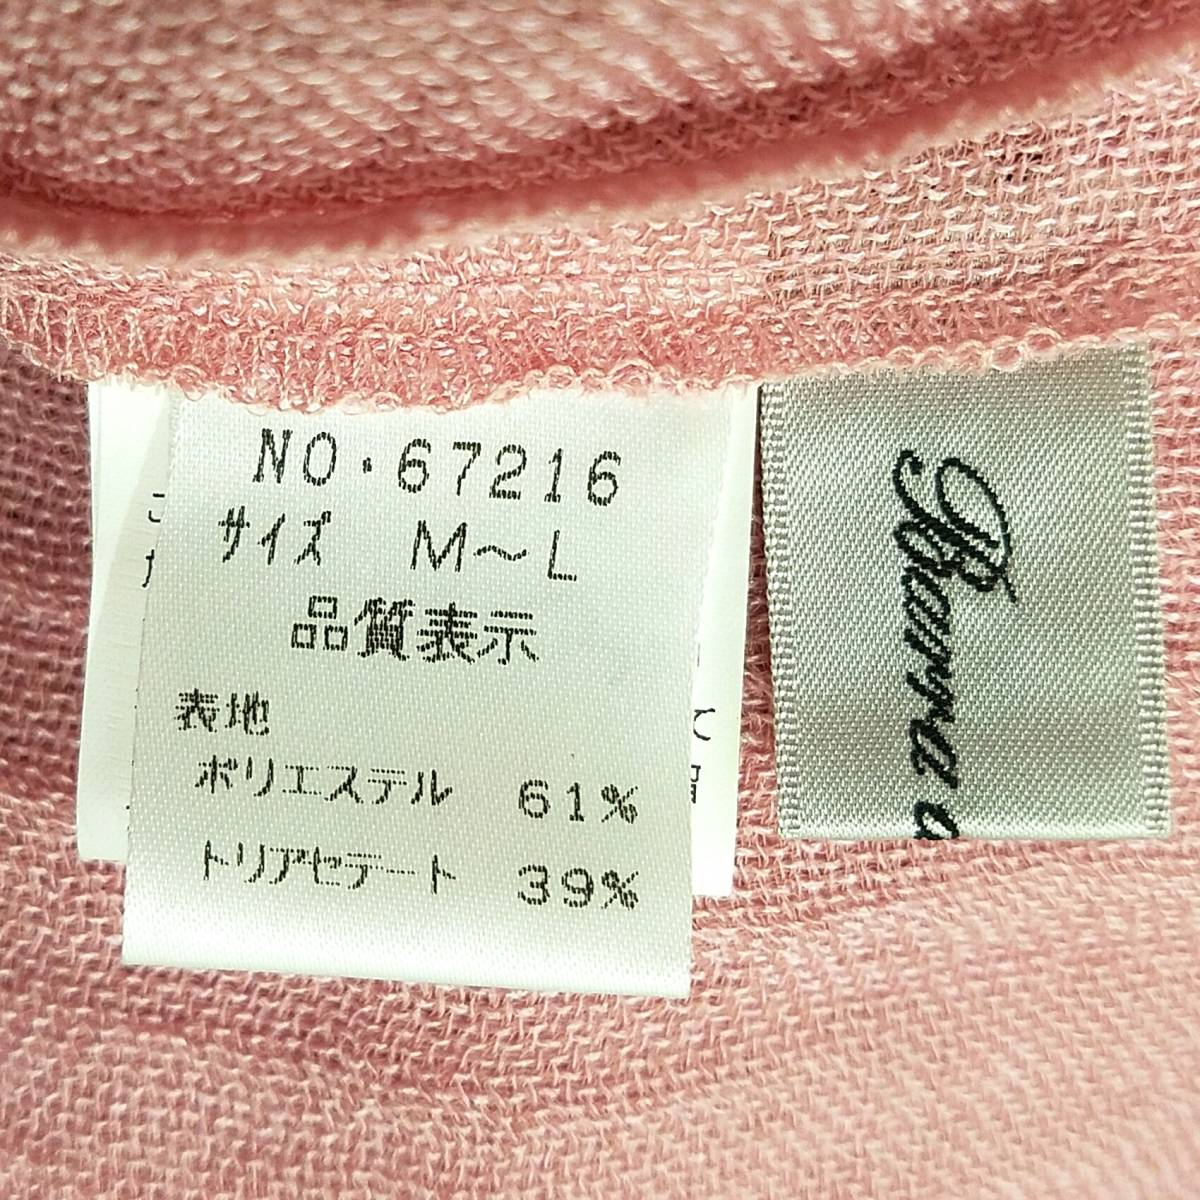 NO・67216
サイズ M〜L
品質表示
表地
ポリエステル 61%
トリアセテート 39%
Barra